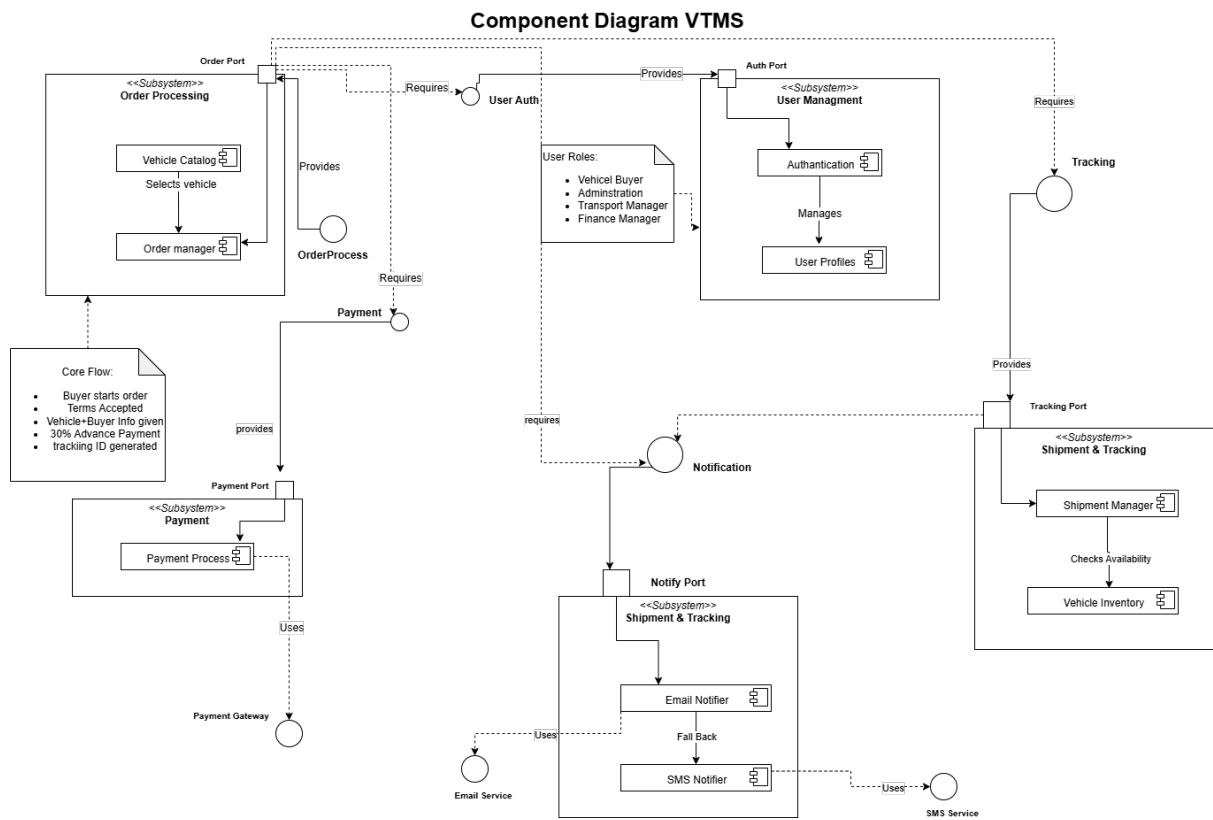 Component Diagram VTMS
Order Port
<<Subsystem>>
Order Processing
Vehicle Catalog
Selects vehicle
Order manager
Provides
OrderProcess
Requires
User Auth
Provides
Auth Port
<<Subsystem>>
User Managment
Authantication
Manages
User Profiles
User Roles:
Vehicel Buyer
Adminstration
Transport Manager
Finance Manager
Requires
Tracking
Provides
Requires
Payment
provides
Core Flow:
Buyer starts order
Terms Accepted
Vehicle+Buyer Info given
30% Advance Payment
trackiing ID generated
Payment Port
<<Subsystem>>
Payment
Payment Process
Uses
Payment Gateway
requires
Notification
Notify Port
<<Subsystem>>
Shipment & Tracking
Email Notifier
Fall Back
SMS Notifier
Uses
Email Service
Uses
SMS Service
Tracking Port
<<Subsystem>>
Shipment & Tracking
Shipment Manager
Checks Availability
Vehicle Inventory